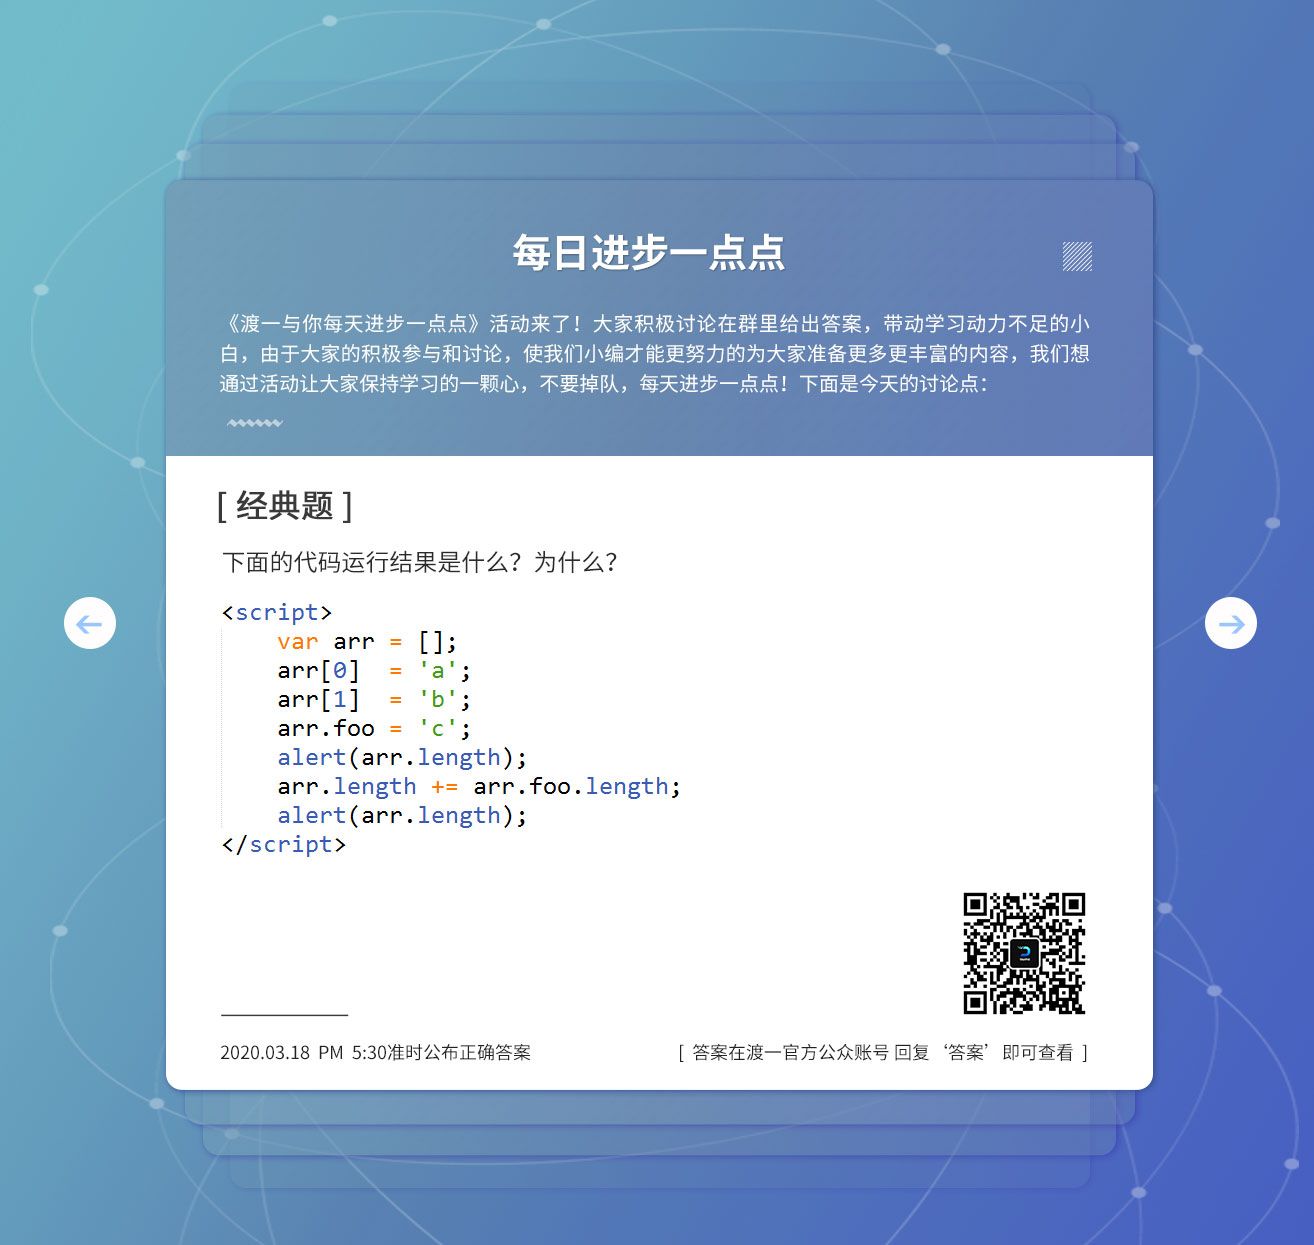 每日进步一点点
《渡一与你每天进步一点点》活动来了！大家积极讨论在群里给出答案，带动学习动力不足的小
白，由于大家的积极参与和讨论，使我们小编才能更努力的为大家准备更多更丰富的内容，我们想
通过活动让大家保持学习的一颗心，不要掉队，每天进步一点点！下面是今天的讨论点：
[ 经典题 ]
下面的代码运行结果是什么？为什么？
<script>
    var arr = [];
    arr[0]  = 'a';
    arr[1]  = 'b';
    arr.foo = 'c';
    alert(arr.length);
    arr.length += arr.foo.length;
    alert(arr.length);
</script>
2020.03.18 PM 5:30准时公布正确答案
[ 答案在渡一官方公众账号 回复‘答案’即可查看 ]